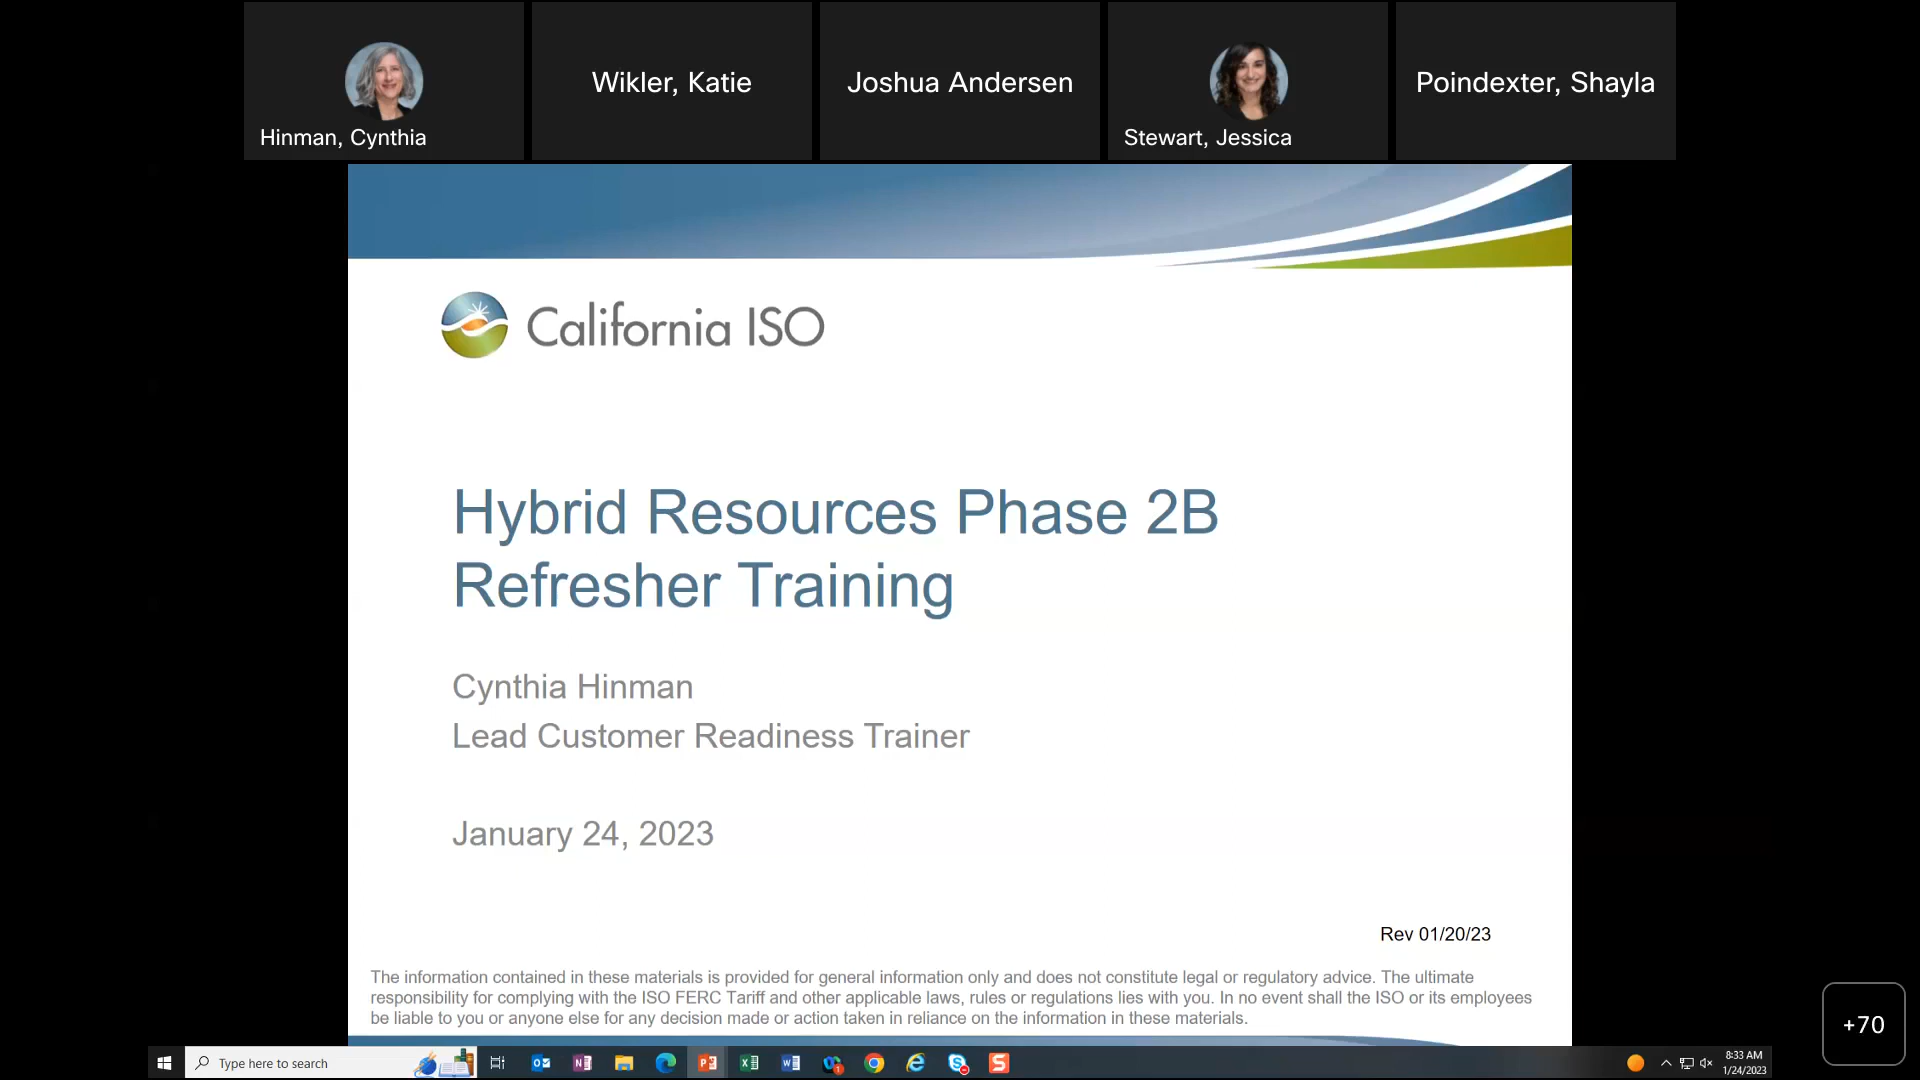 Hinman, Cynthia
Wikler, Katie
Joshua Andersen
Stewart, Jessica
Poindexter, Shayla
California ISO
Hybrid Resources Phase 2B
Refresher Training
Cynthia Hinman
Lead Customer Readiness Trainer
January 24, 2023
Rev 01/20/23
The information contained in these materials is provided for general information only and does not constitute legal or regulatory advice. The ultimate
responsibility for complying with the ISO FERC Tariff and other applicable laws, rules or regulations lies with you. In no event shall the ISO or its employees
be liable to you or anyone else for any decision made or action taken in reliance on the information in these materials.
+70
Type here to search
8:33 AM
1/24/2023